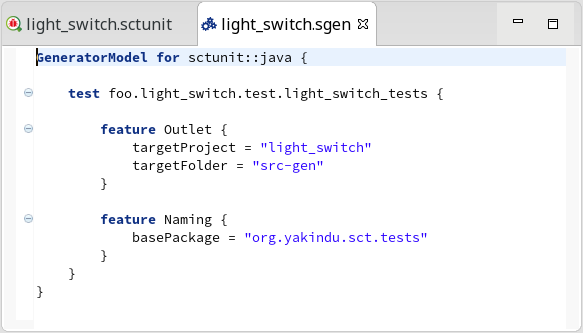 light_switch.sctunit light_switch.sgen
GeneratorModel for sctunit::java {
test foo.light_switch.test.light_switch_tests {
feature Outlet {
targetProject = "light_switch"
targetFolder = "src-gen"
}
feature Naming {
basePackage = "org.yakindu.sct.tests"
}
}
}